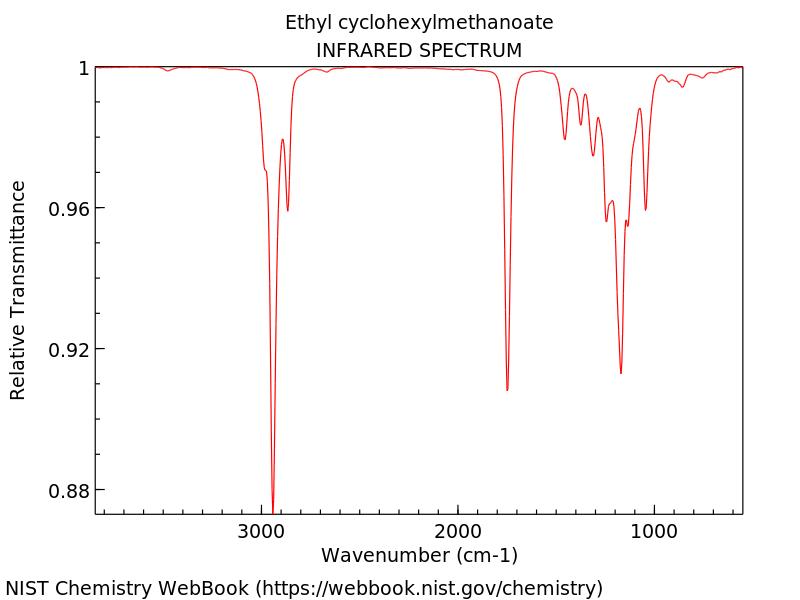 Ethyl cyclohexylmethanoate
INFRARED SPECTRUM
1
0.96
0.92
0.88
Relative Transmittance
3000 2000 1000
Wavenumber (cm-1)
NIST Chemistry WebBook (https://webbook.nist.gov/chemistry)